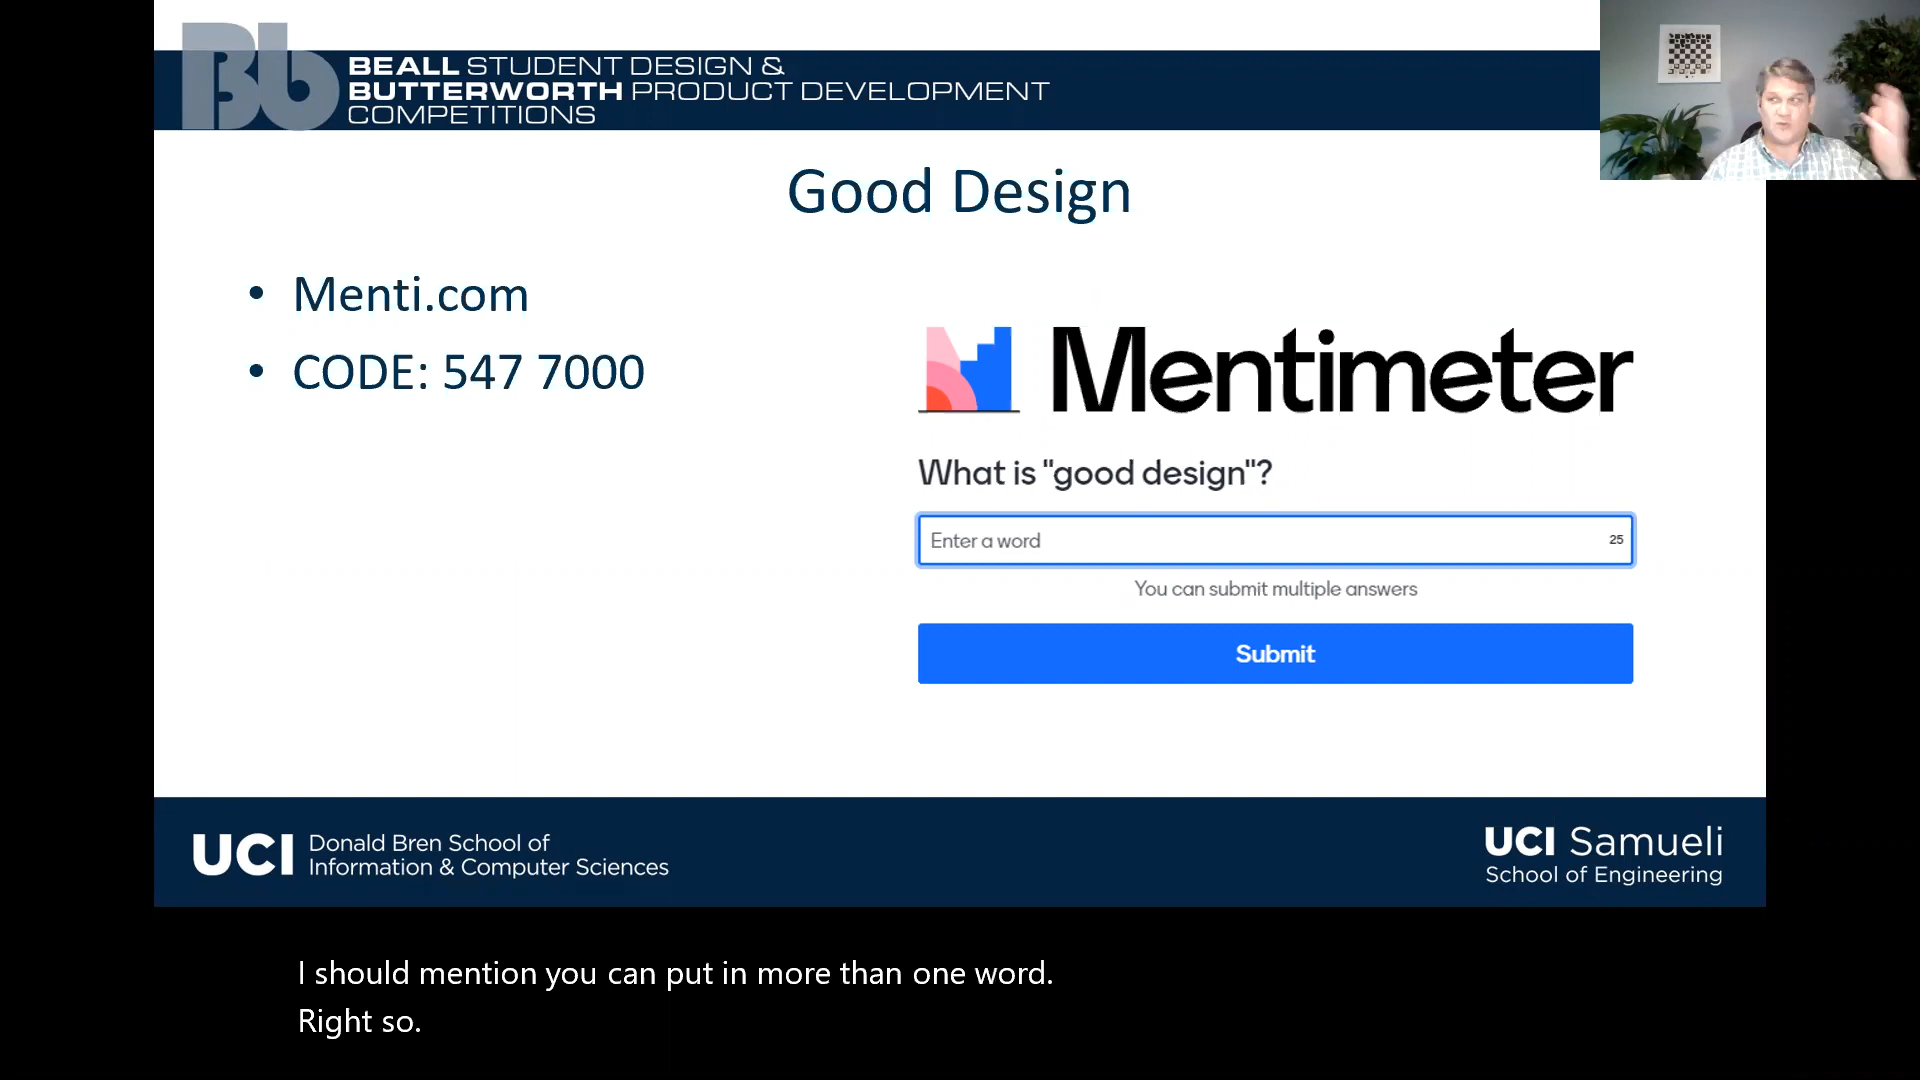 Bb
BEALL STUDENT DESIGN &
BUTTERWORTH PRODUCT DEVELOPMENT
COMPETITIONS
Good Design
• Menti.com
• CODE: 547 7000
Mentimeter
What is "good design"?
Enter a word 25
You can submit multiple answers
Submit
UCI Donald Bren School of
Information & Computer Sciences
UCI Samueli
School of Engineering
I should mention you can put in more than one word.
Right so.